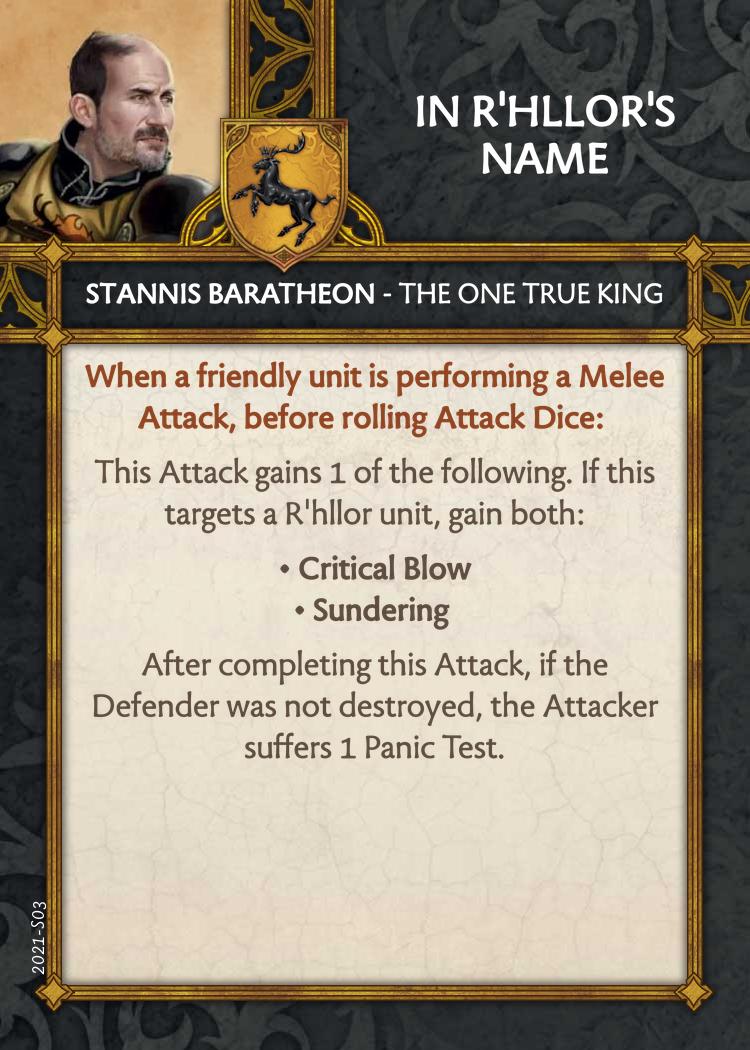 IN R'HLLOR'S
NAME
STANNIS BARATHEON - THE ONE TRUE KING
When a friendly unit is performing a Melee
Attack, before rolling Attack Dice:
This Attack gains 1 of the following. If this
targets a R'hllor unit, gain both:
• Critical Blow
• Sundering
After completing this Attack, if the
Defender was not destroyed, the Attacker
suffers 1 Panic Test.
2021-S03